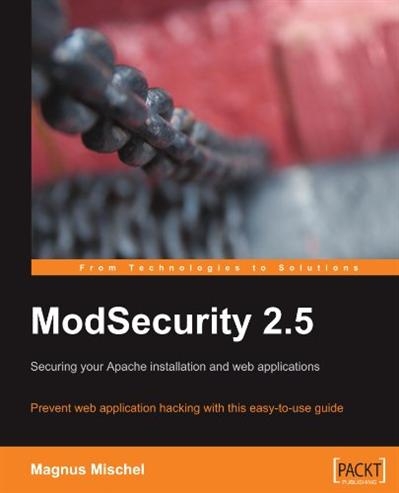 From Technologies to Solutions
ModSecurity 2.5
Securing your Apache installation and web applications
Prevent web application hacking with this easy-to-use guide
Magnus Mischel
[PACKT]
PUBLISHING